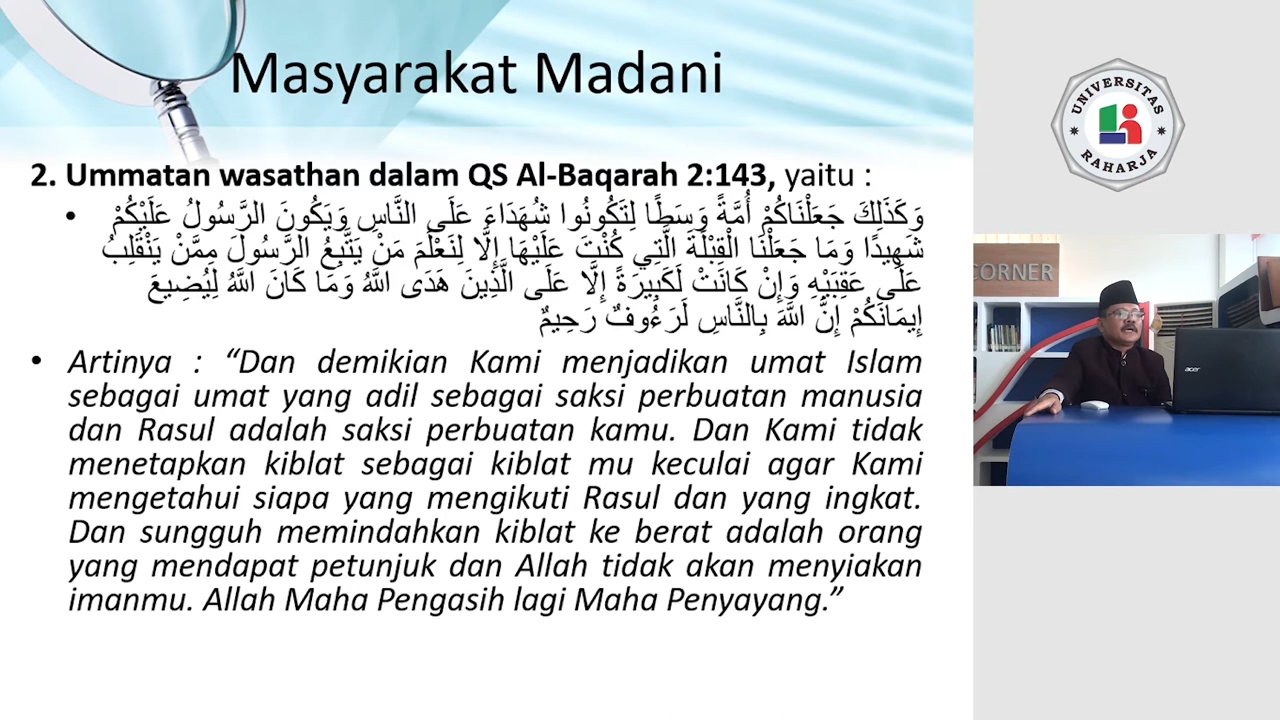 Masyarakat Madani
2. Ummatan wasathan dalam QS Al-Baqarah 2:143, yaitu :
• وَكَذَلِكَ جَعَلْنَاكُمْ أُمَّةً وَسَطًا لِتَكُونُوا شُهَدَاءَ عَلَى النَّاسِ وَيَكُونَ الرَّسُولُ عَلَيْكُمْ
شَهِيدًا وَمَا جَعَلْنَا الْقِبْلَةَ الَّتِي كُنْتَ عَلَيْهَا إِلَّا لِنَعْلَمَ مَنْ يَتَّبِعُ الرَّسُولَ مِمَّنْ يَنْقَلِبُ
عَلَى عَقِبَيْهِ وَإِنْ كَانَتْ لَكَبِيرَةً إِلَّا عَلَى الَّذِينَ هَدَى اللَّهُ وَمَا كَانَ اللَّهُ لِيُضِيعَ
إِيمَانَكُمْ إِنَّ اللَّهَ بِالنَّاسِ لَرَءُوفٌ رَحِيمٌ
• Artinya : “Dan demikian Kami menjadikan umat Islam
sebagai umat yang adil sebagai saksi perbuatan manusia
dan Rasul adalah saksi perbuatan kamu. Dan Kami tidak
menetapkan kiblat sebagai kiblat mu keculai agar Kami
mengetahui siapa yang mengikuti Rasul dan yang ingkat.
Dan sungguh memindahkan kiblat ke berat adalah orang
yang mendapat petunjuk dan Allah tidak akan menyiakan
imanmu. Allah Maha Pengasih lagi Maha Penyayang.”
UNIVERSITAS
RAHARJA
CORNER
acer